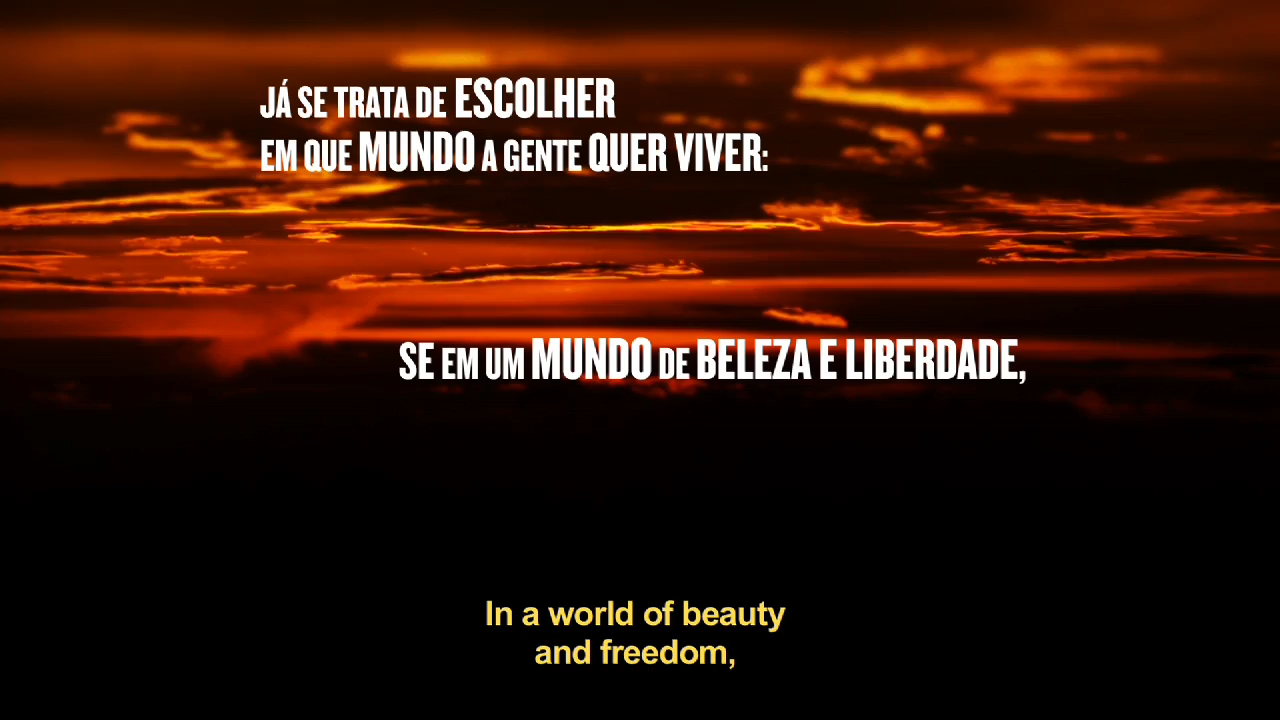 JÁ SE TRATA DE ESCOLHER
EM QUE MUNDO A GENTE QUER VIVER:
SE EM UM MUNDO DE BELEZA E LIBERDADE,
In a world of beauty
and freedom,